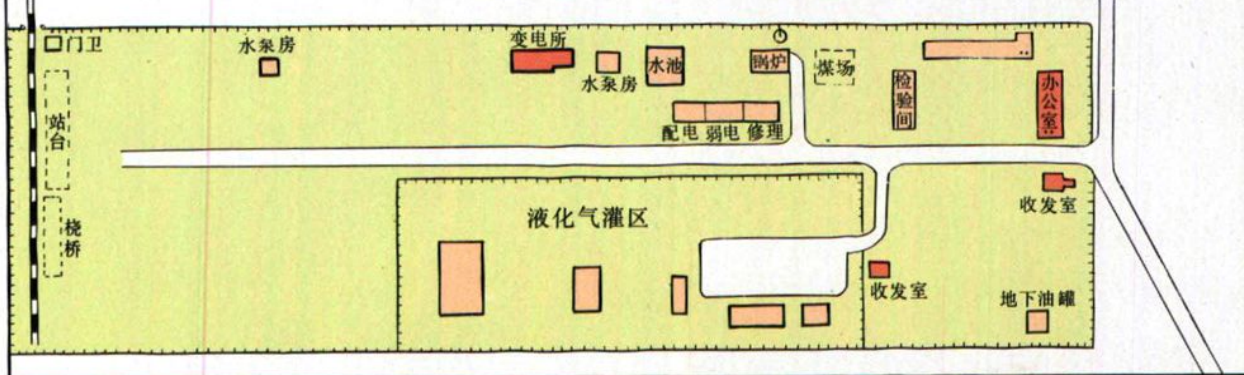 门卫
水泵房
变电所
水泵房
水池
锅炉
煤场
检验间
办公室
配电 弱电 修理
站台
桡桥
液化气灌区
收发室
收发室
地下油罐